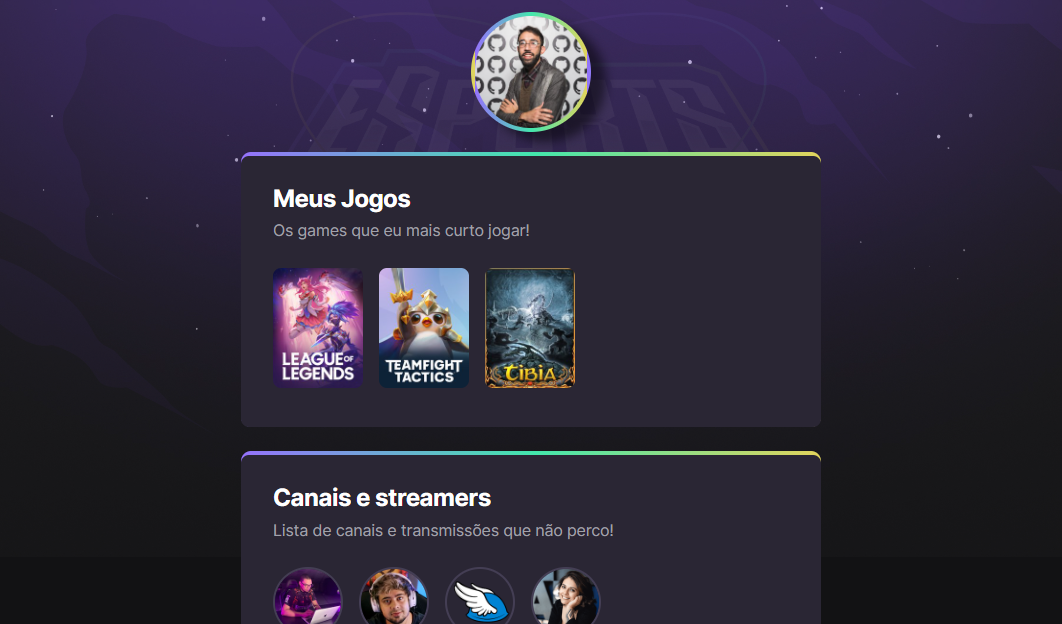 ESPORTS
Meus Jogos
Os games que eu mais curto jogar!
LEAGUE OF
LEGENDS
TEAMFIGHT
TACTICS
TIBIA
Canais e streamers
Lista de canais e transmissões que não perco!